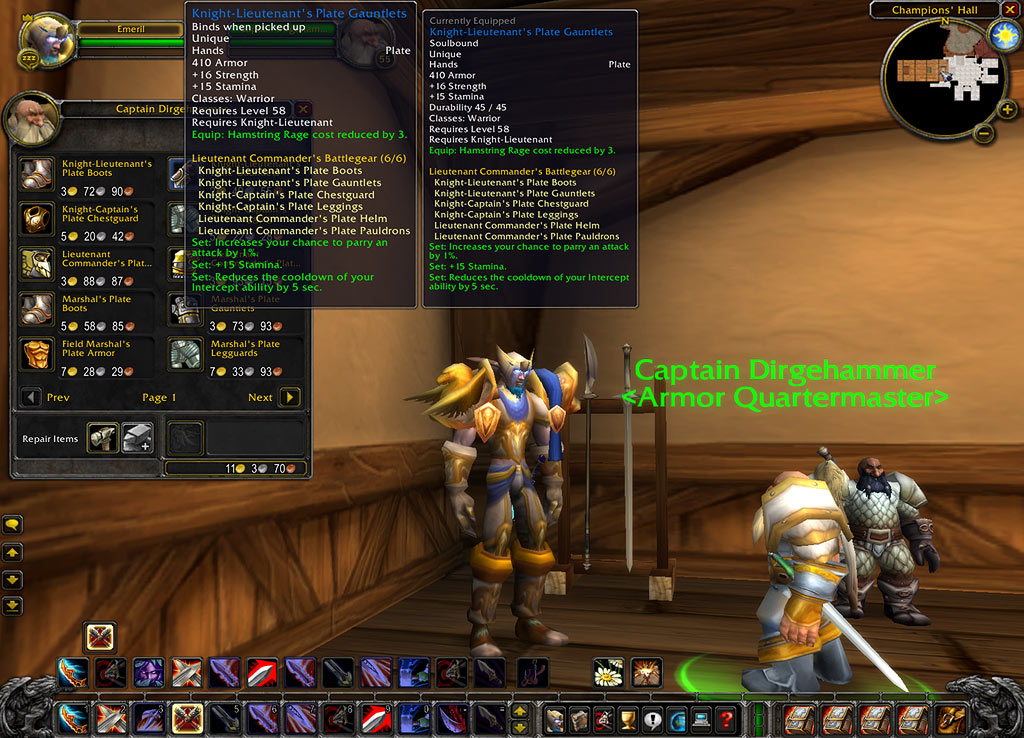 Emeril
zzz
55
Captain Dirge
Knight-Lieutenant's Plate Gauntlets
Binds when picked up
Unique
Hands Plate
410 Armor
+16 Strength
+15 Stamina
Classes: Warrior
Requires Level 58
Requires Knight-Lieutenant
Equip: Hamstring Rage cost reduced by 3.
Lieutenant Commander's Battlegear (6/6)
Knight-Lieutenant's Plate Boots
Knight-Lieutenant's Plate Gauntlets
Knight-Captain's Plate Chestguard
Knight-Captain's Plate Leggings
Lieutenant Commander's Plate Helm
Lieutenant Commander's Plate Pauldrons
Set: Increases your chance to parry an
attack by 1%.
Set: +15 Stamina.
Set: Reduces the cooldown of your
Intercept ability by 5 sec.
Currently Equipped
Knight-Lieutenant's Plate Gauntlets
Soulbound
Unique
Hands Plate
410 Armor
+16 Strength
+15 Stamina
Durability 45 / 45
Classes: Warrior
Requires Level 58
Requires Knight-Lieutenant
Equip: Hamstring Rage cost reduced by 3.
Lieutenant Commander's Battlegear (6/6)
Knight-Lieutenant's Plate Boots
Knight-Lieutenant's Plate Gauntlets
Knight-Captain's Plate Chestguard
Knight-Captain's Plate Leggings
Lieutenant Commander's Plate Helm
Lieutenant Commander's Plate Pauldrons
Set: Increases your chance to parry an attack
by 1%.
Set: +15 Stamina.
Set: Reduces the cooldown of your Intercept
ability by 5 sec.
Champions' Hall
N
Knight-Lieutenant's
Plate Boots
3 72 90
Knight-Captain's
Plate Chestguard
5 20 42
Lieutenant
Commander's Plat...
3 88 87
Marshal's Plate
Boots
5 58 85
Marshal's Plate
Gauntlets
3 73 93
Field Marshal's
Plate Armor
7 28 29
Marshal's Plate
Legguards
7 33 93
Prev Page 1 Next
Repair Items
11 3 70
Captain Dirgehammer
<Armor Quartermaster>
2 3 4 5 6 7 8 9 0 - =